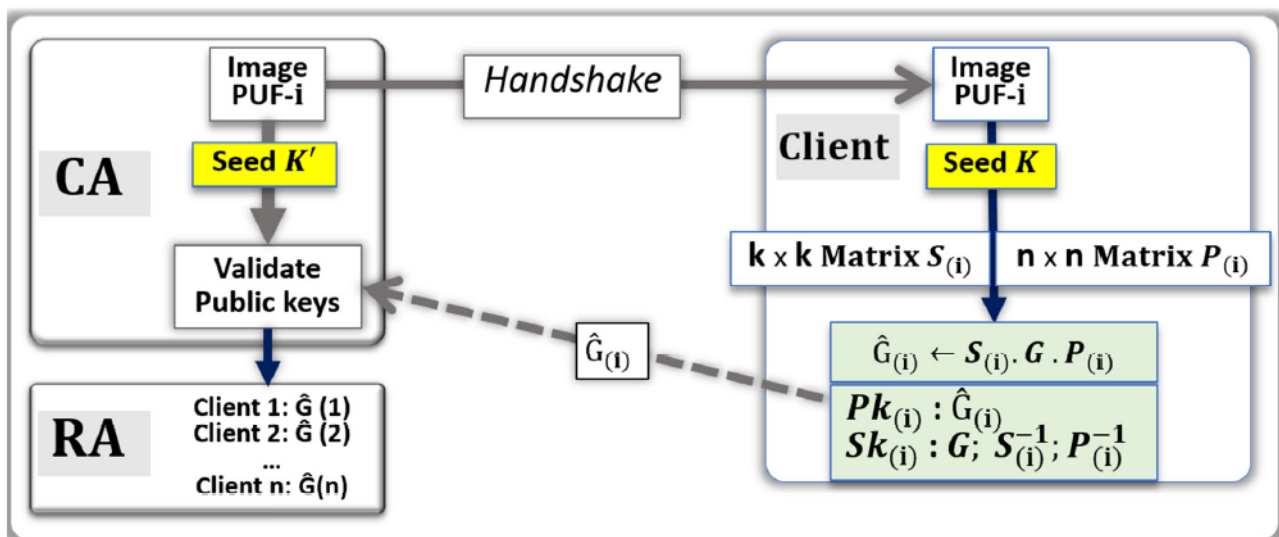 CA
Image
PUF-i
Seed K′
Validate
Public keys
Handshake
Ĝ(i)
Client
Image
PUF-i
Seed K
k x k Matrix S(i)
n x n Matrix P(i)
Ĝ(i) ← S(i). G . P(i)
Pk(i) : Ĝ(i)
Sk(i) : G; S(i)⁻¹; P(i)⁻¹
RA
Client 1: Ĝ (1)
Client 2: Ĝ (2)
...
Client n: Ĝ(n)